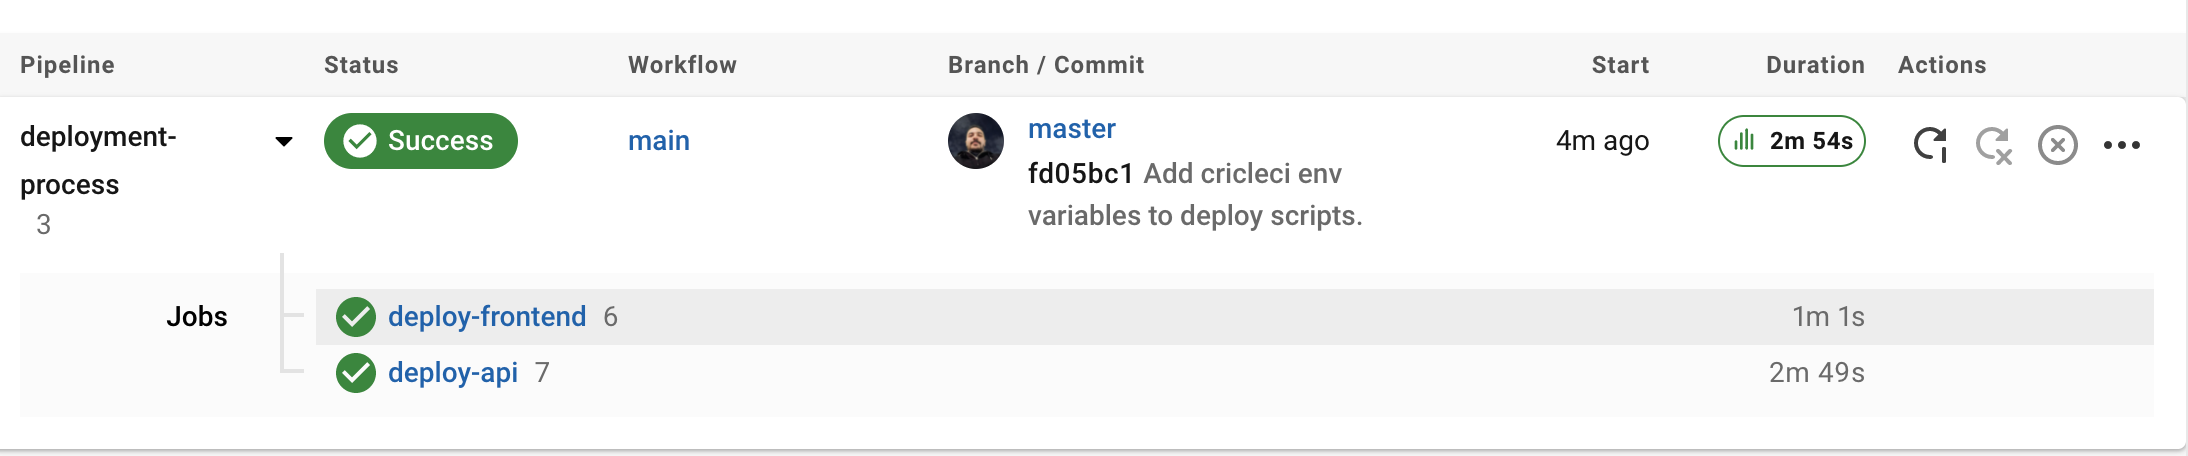 Pipeline Status Workflow Branch / Commit Start Duration Actions
deployment-
process
3
Success
main
master
fd05bc1 Add cricleci env
variables to deploy scripts.
4m ago
2m 54s
Jobs
deploy-frontend 6 1m 1s
deploy-api 7 2m 49s